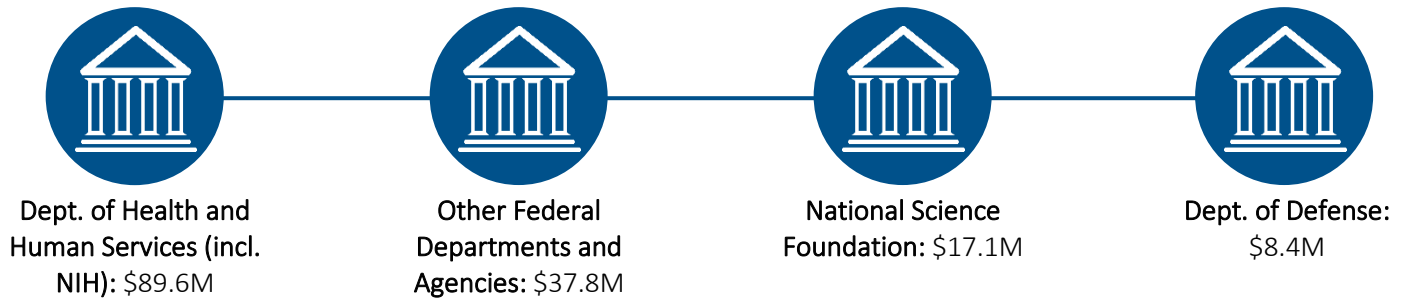 Dept. of Health and
Human Services (incl.
NIH): $89.6M
Other Federal
Departments and
Agencies: $37.8M
National Science
Foundation: $17.1M
Dept. of Defense:
$8.4M